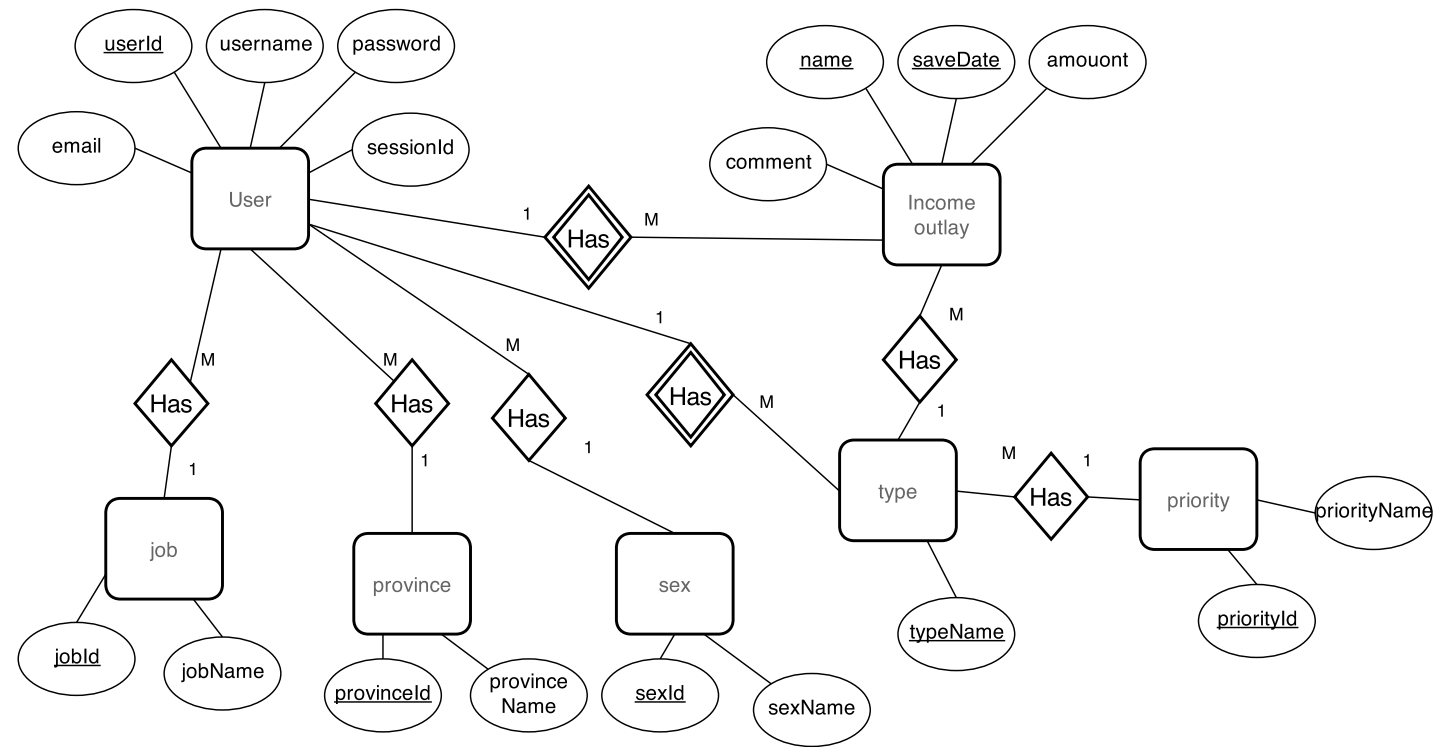 userId
username
password
name
saveDate
amouont
email
sessionId
comment
User
Income
outlay
1
Has
M
1
M
M
M
Has
M
1
Has
Has
Has
Has
M
1
1
1
1
M
1
Has
type
priority
priorityName
job
province
sex
typeName
priorityId
jobId
jobName
provinceId
province
Name
sexId
sexName